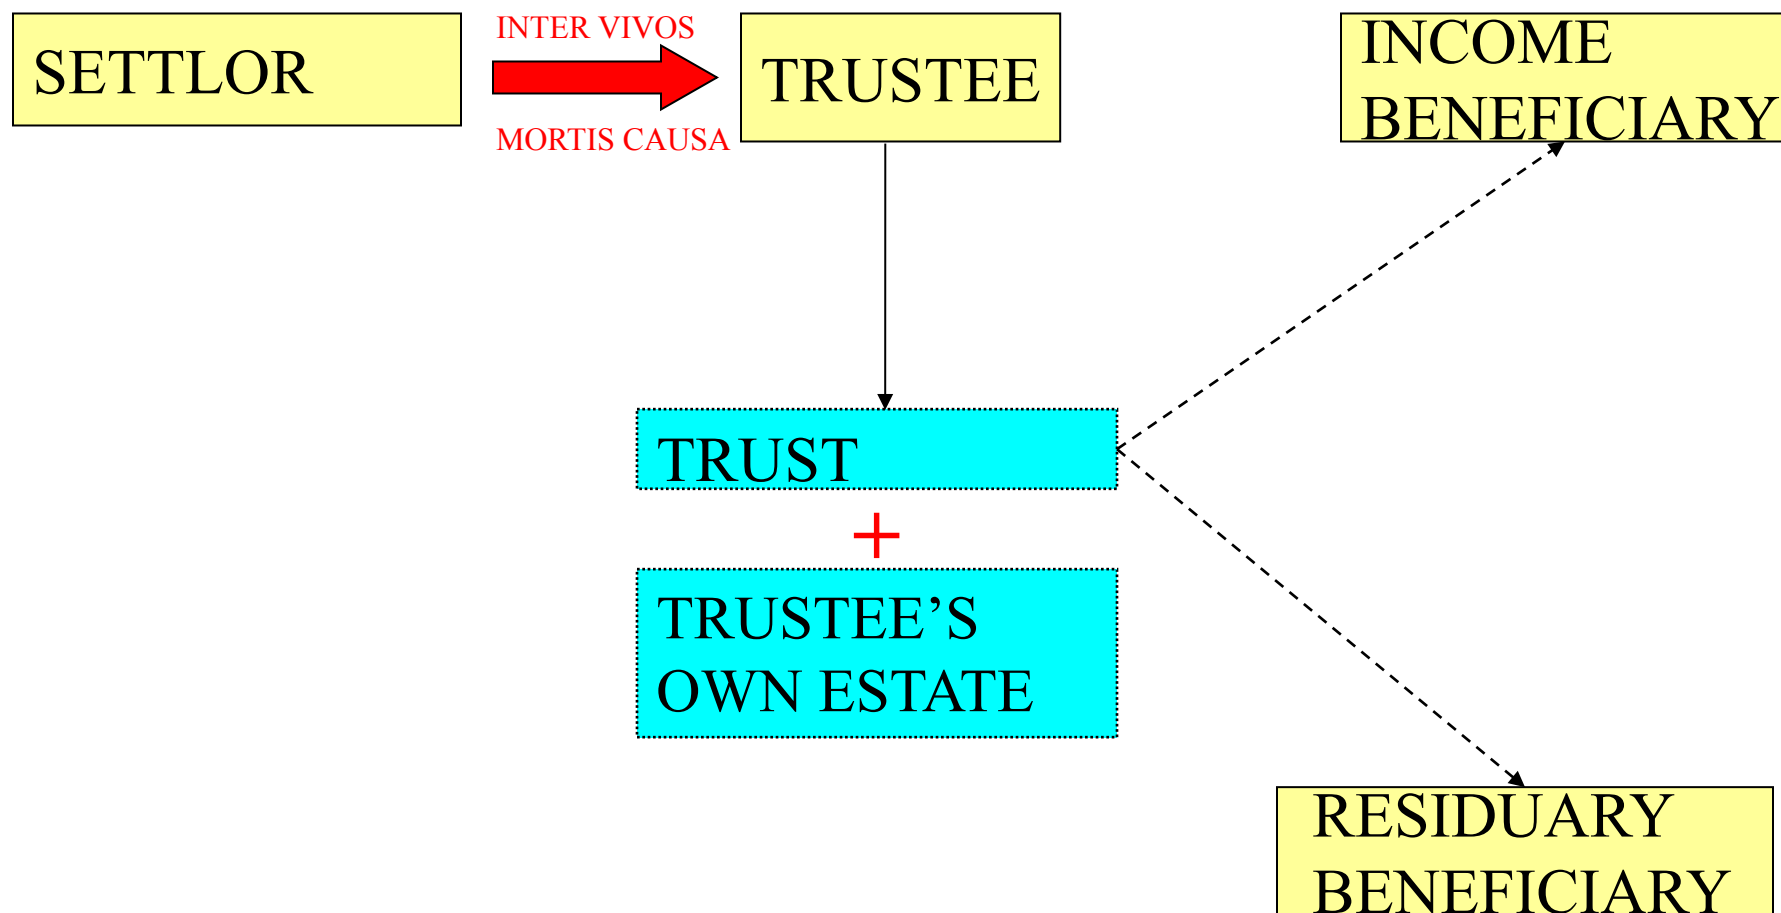 SETTLOR
INTER VIVOS
MORTIS CAUSA
TRUSTEE
INCOME
BENEFICIARY
TRUST
+
TRUSTEE’S
OWN ESTATE
RESIDUARY
BENEFICIARY